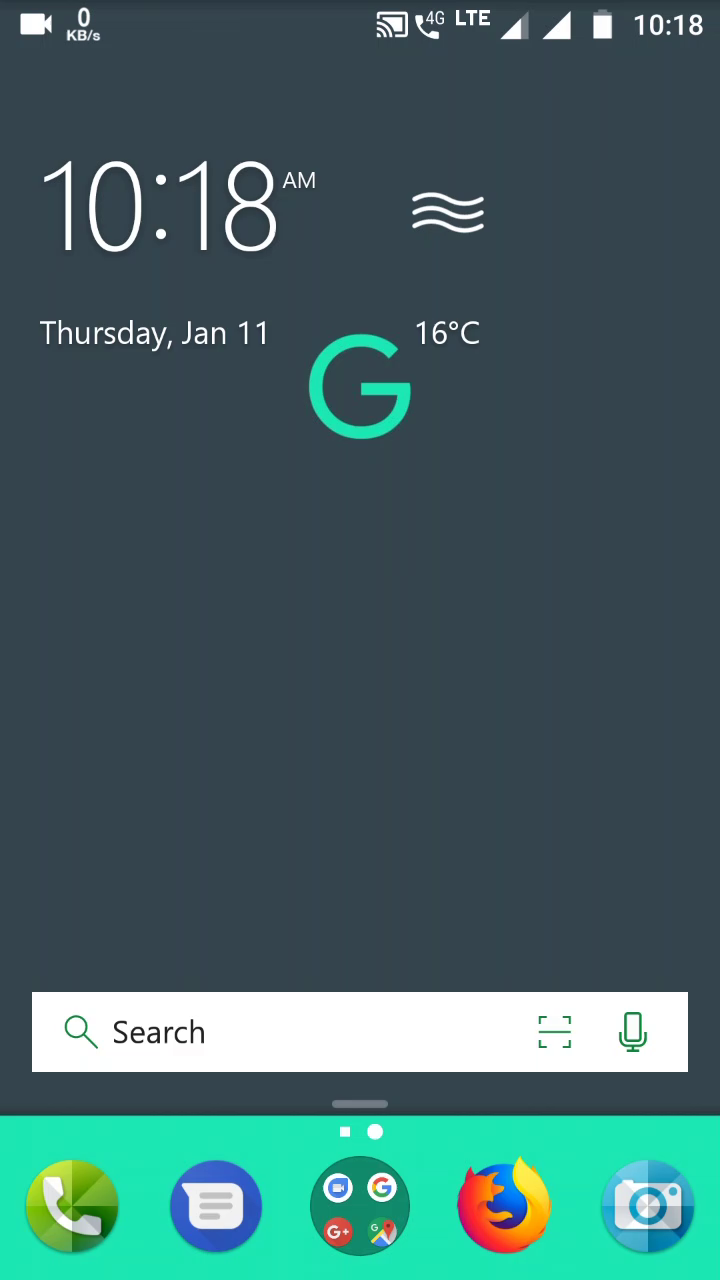 0
KB/s
4G
LTE
10:18
10:18 AM
Thursday, Jan 11
16°C
G
Search
G
G+
G